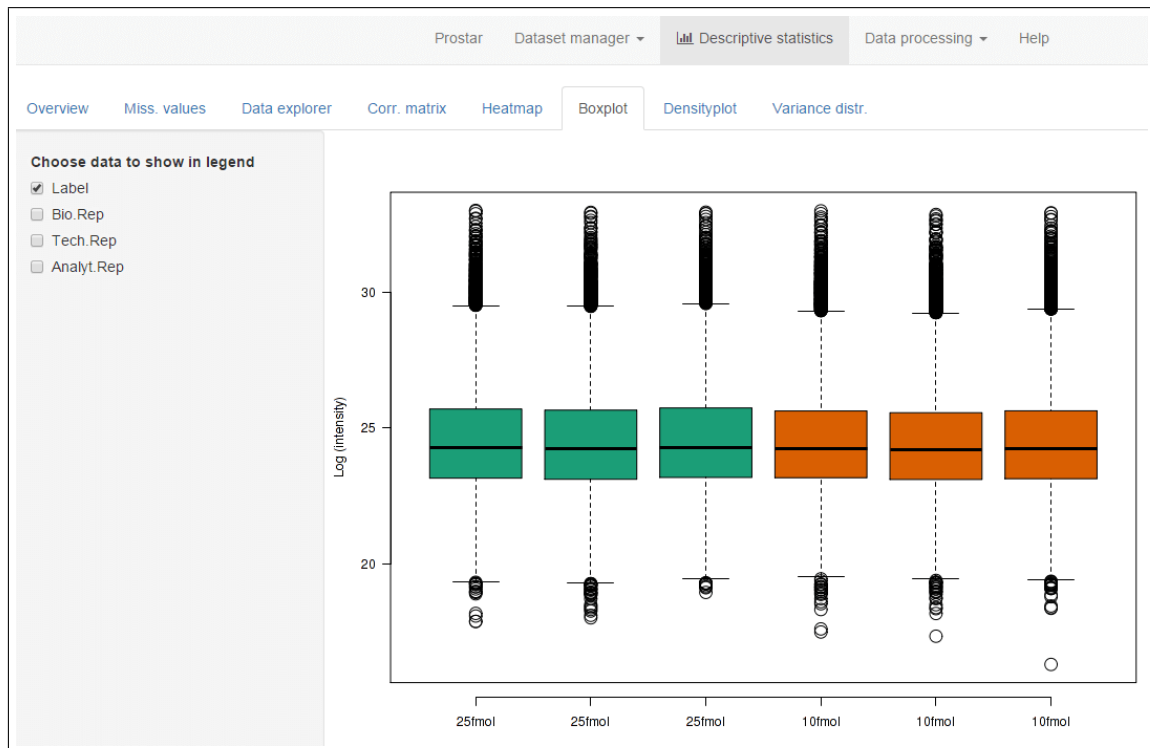 Prostar Dataset manager Descriptive statistics Data processing Help
Overview Miss. values Data explorer Corr. matrix Heatmap Boxplot Densityplot Variance distr.
Choose data to show in legend
Label
Bio.Rep
Tech.Rep
Analyt.Rep
Log (intensity)
30
25
20
25fmol 25fmol 25fmol 10fmol 10fmol 10fmol